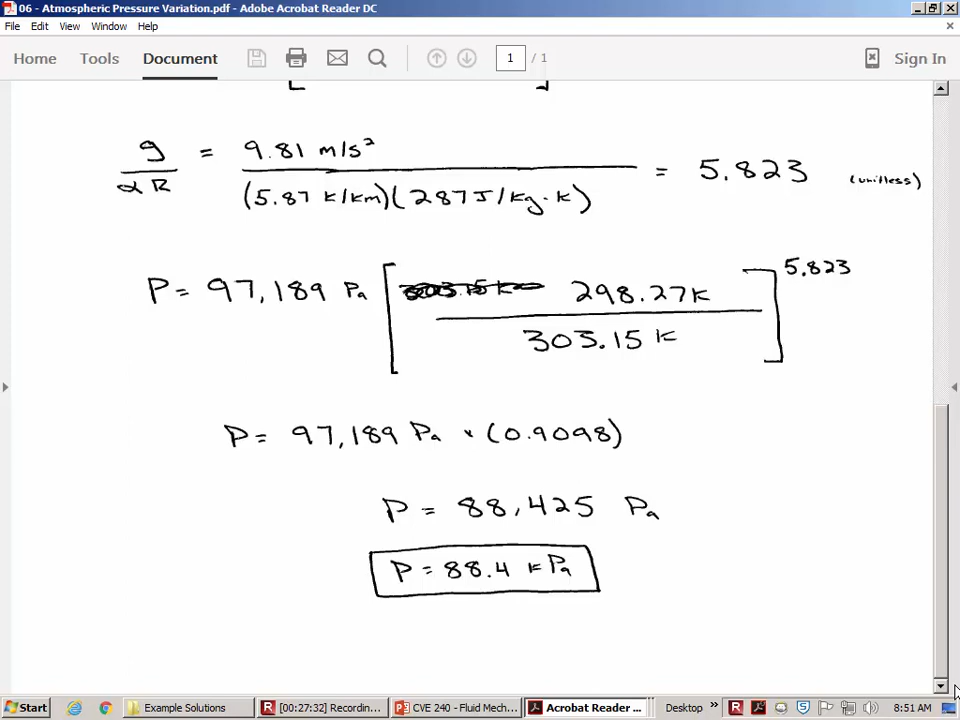 06 - Atmospheric Pressure Variation.pdf - Adobe Acrobat Reader DC
File Edit View Window Help
Home Tools Document 1 / 1 Sign In
g / αR = 9.81 m/s² / (5.87 K/km)(287 J/kg·K) = 5.823 (unitless)
P = 97,189 Pa [ 298.27K / 303.15 K ]^5.823
P = 97,189 Pa * (0.9098)
P = 88,425 Pa
P = 88.4 kPa
Start Example Solutions [00:27:32] Recordin... CVE 240 - Fluid Mech... Acrobat Reader ... Desktop » 8:51 AM